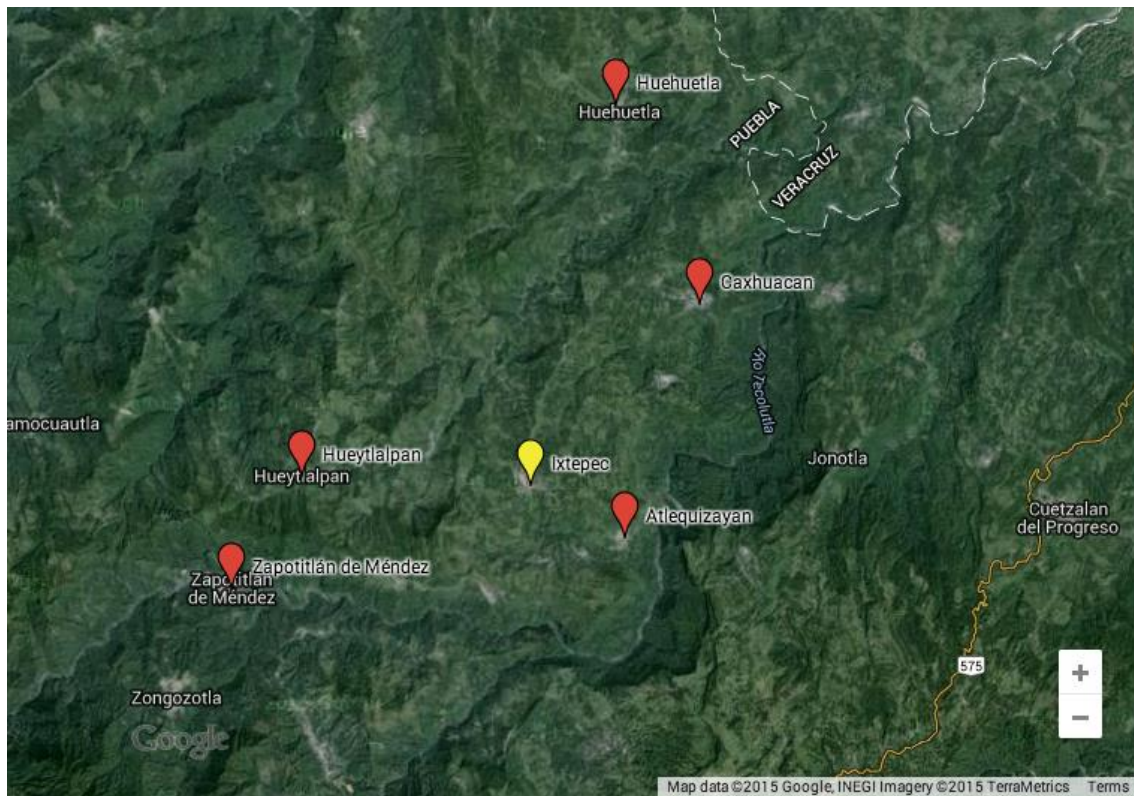 Huehuetla
Huehuetla
PUEBLA
VERACRUZ
Caxhuacan
Río Tecolutla
amocuautla
Hueytlalpan
Hueytlalpan
Ixtepec
Jonotla
Atlequizayan
Cuetzalan
del Progreso
Zapotitlán de Méndez
Zapotitlán
de Méndez
575
Zongozotla
Google
+
−
Map data ©2015 Google, INEGI Imagery ©2015 TerraMetrics Terms